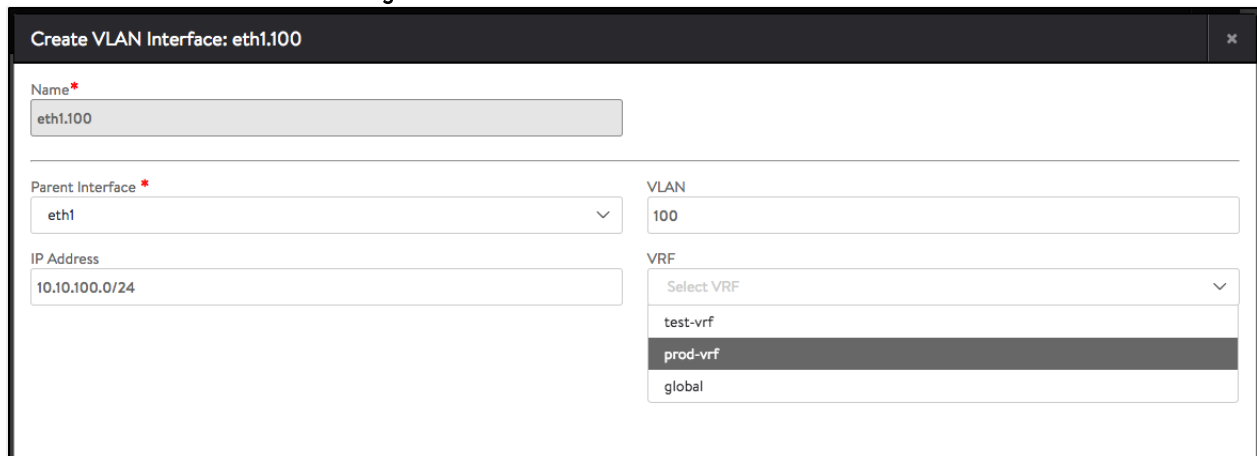 Create VLAN Interface: eth1.100
Name*
eth1.100
Parent Interface *
VLAN
eth1
100
IP Address
VRF
10.10.100.0/24
Select VRF
test-vrf
prod-vrf
global